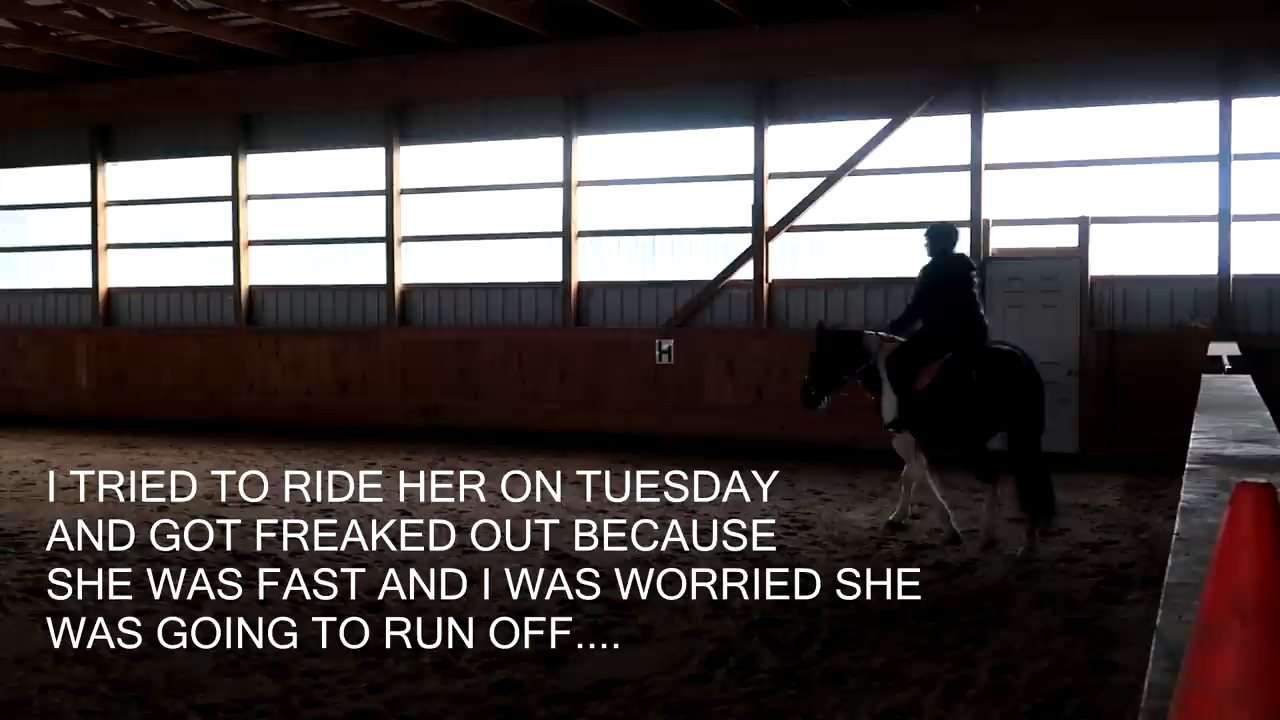 H
I TRIED TO RIDE HER ON TUESDAY
AND GOT FREAKED OUT BECAUSE
SHE WAS FAST AND I WAS WORRIED SHE
WAS GOING TO RUN OFF....